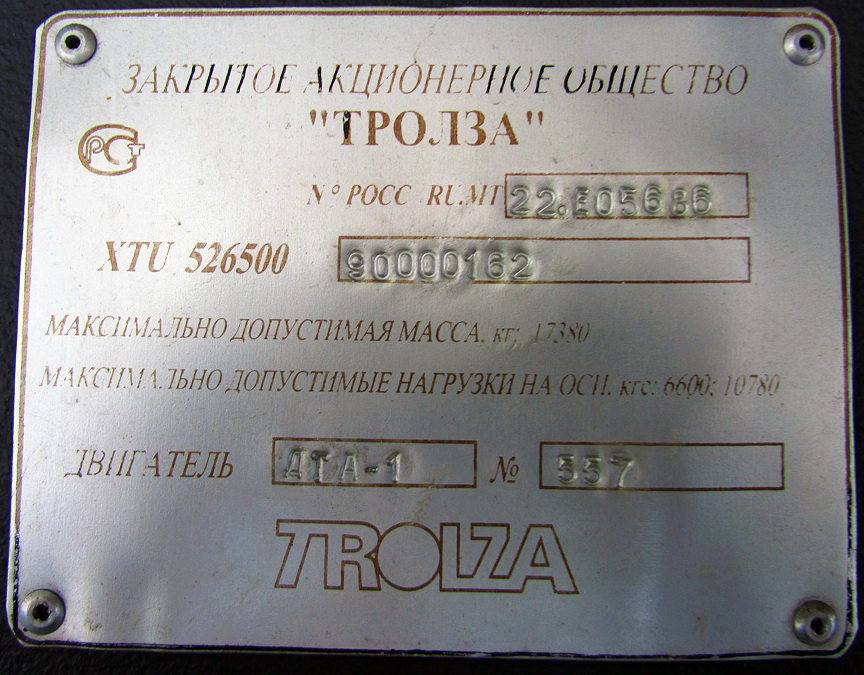 ЗАКРЫТОЕ АКЦИОНЕРНОЕ ОБЩЕСТВО
"ТРОЛЗА"
РСТ
N° РОСС RU.МТ 22.Е05686
XTU 526500 90000162
МАКСИМАЛЬНО ДОПУСТИМАЯ МАССА, кг; 17380
МАКСИМАЛЬНО ДОПУСТИМЫЕ НАГРУЗКИ НА ОСИ, кгс: 6600; 10780
ДВИГАТЕЛЬ ДТА-1 № 557
TROLZA